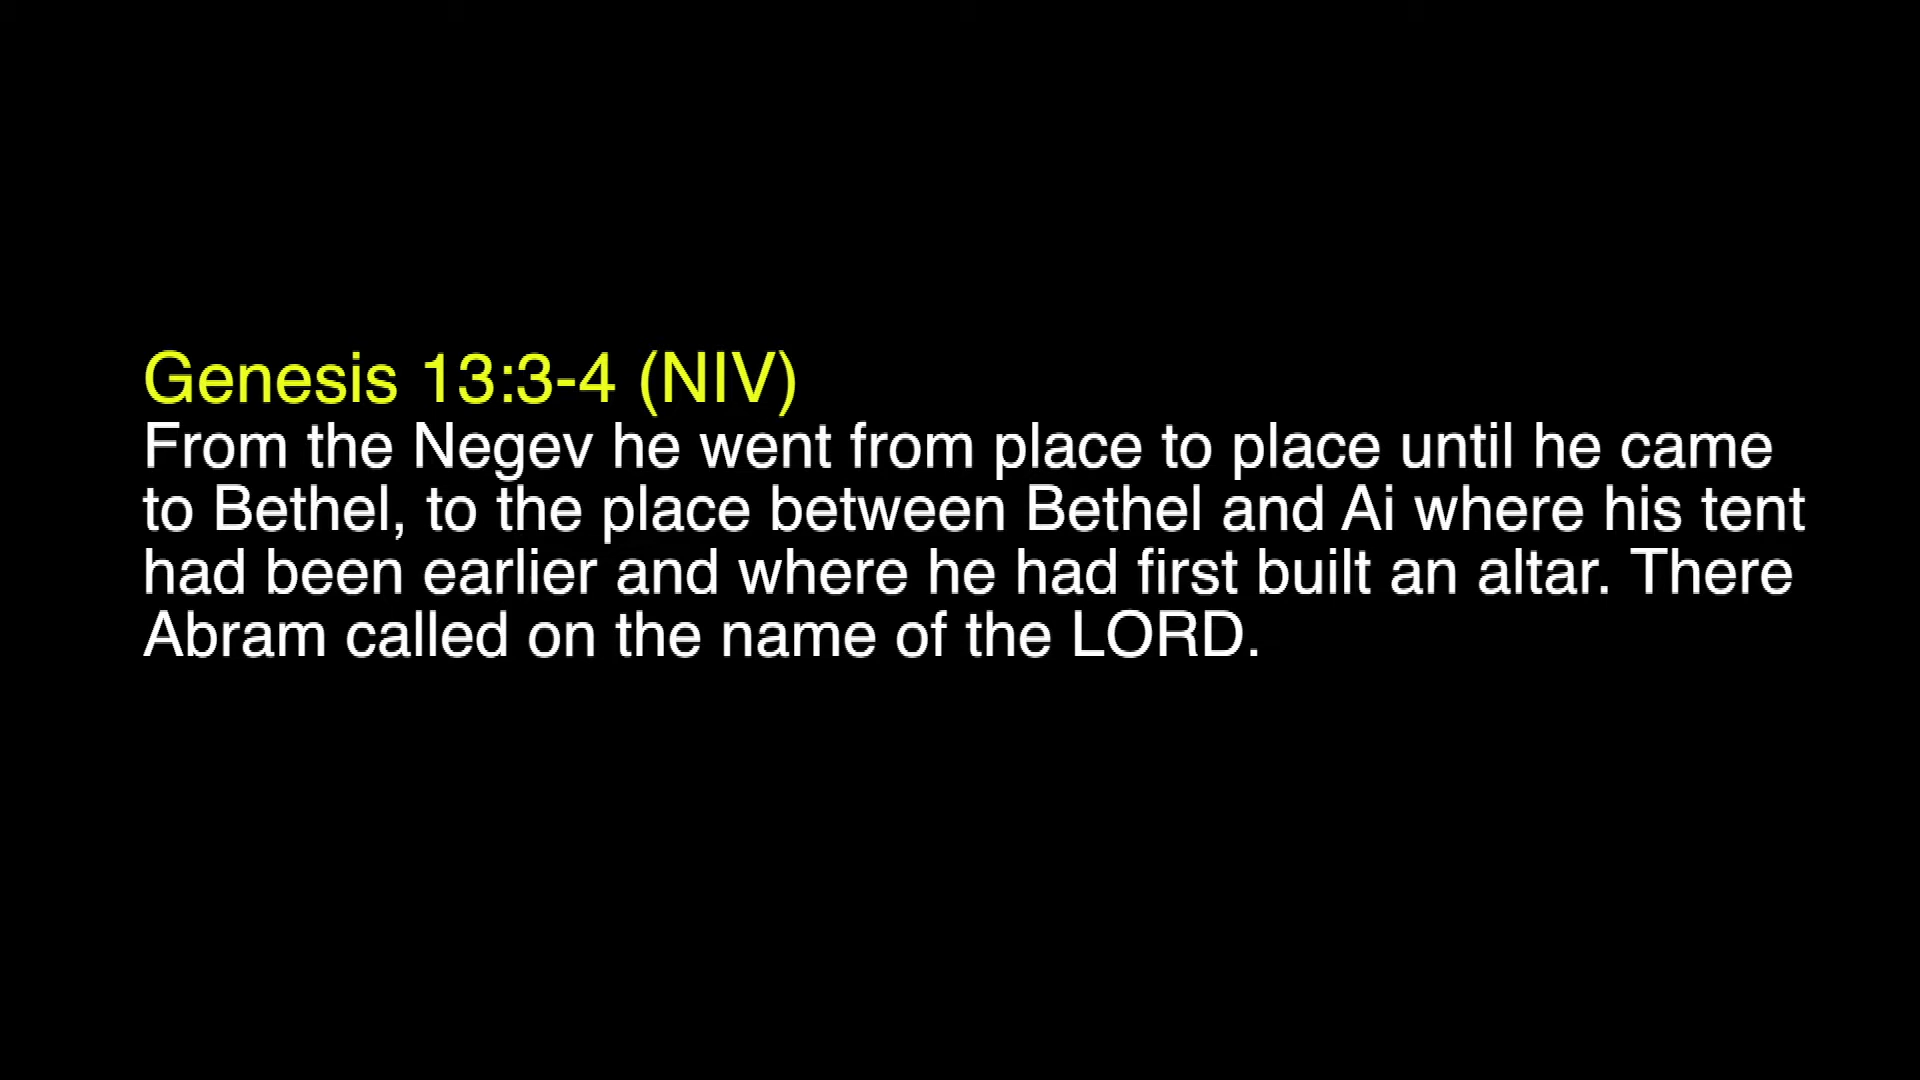 Genesis 13:3-4 (NIV)
From the Negev he went from place to place until he came
to Bethel, to the place between Bethel and Ai where his tent
had been earlier and where he had first built an altar. There
Abram called on the name of the LORD.